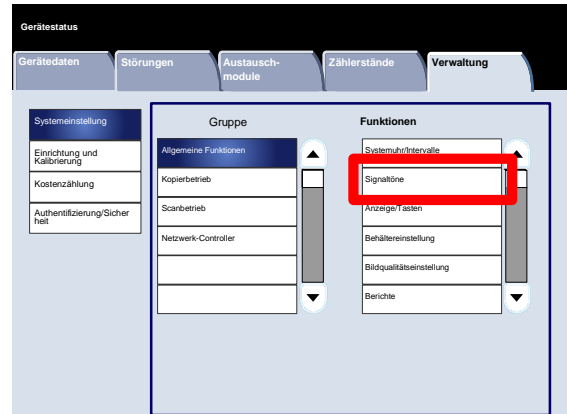 Gerätestatus
Gerätedaten
Störungen
Austausch-
module
Zählerstände
Verwaltung
Systemeinstellung
Einrichtung und
Kalibrierung
Kostenzählung
Authentifizierung/Sicher
heit
Gruppe
Allgemeine Funktionen
Kopierbetrieb
Scanbetrieb
Netzwerk-Controller
Funktionen
Systemuhr/Intervalle
Signaltöne
Anzeige/Tasten
Behältereinstellung
Bildqualitätseinstellung
Berichte